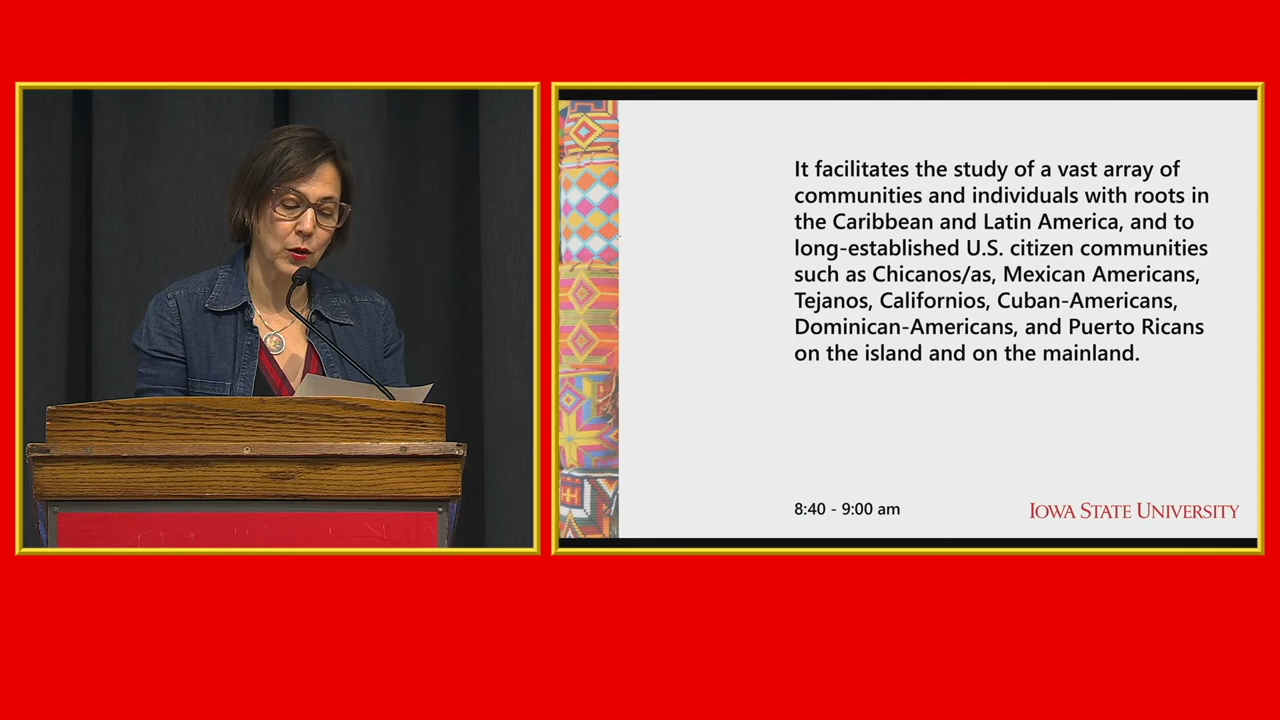 It facilitates the study of a vast array of
communities and individuals with roots in
the Caribbean and Latin America, and to
long-established U.S. citizen communities
such as Chicanos/as, Mexican Americans,
Tejanos, Californios, Cuban-Americans,
Dominican-Americans, and Puerto Ricans
on the island and on the mainland.
8:40 - 9:00 am
IOWA STATE UNIVERSITY